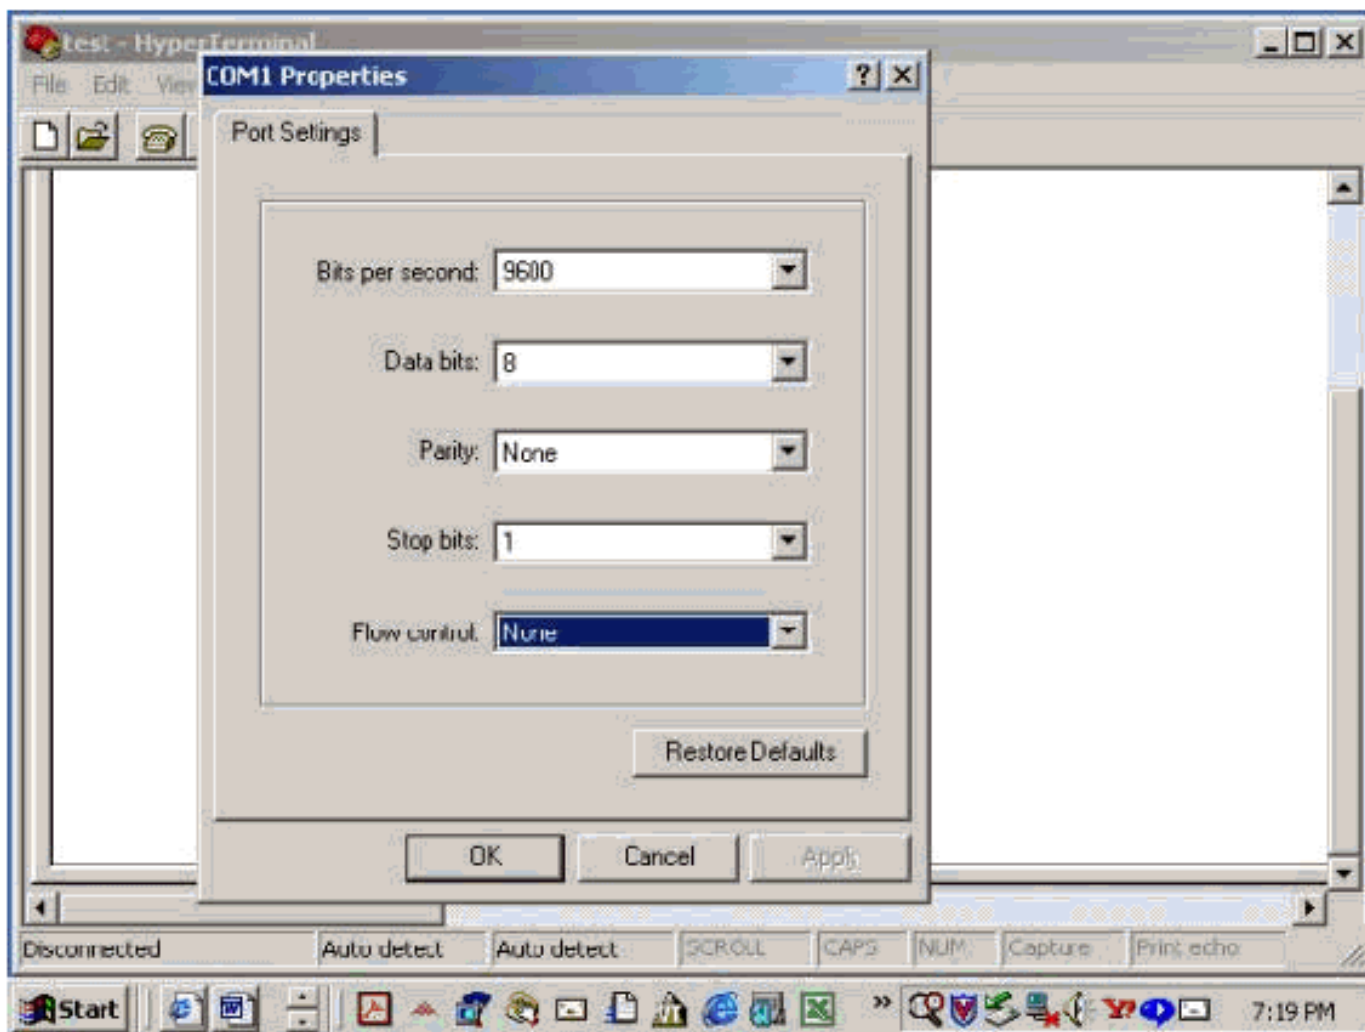 test - HyperTerminal
File Edit View
COM1 Properties
Port Settings
Bits per second: 9600
Data bits: 8
Parity: None
Stop bits: 1
Flow control: None
Restore Defaults
OK Cancel Apply
Disconnected Auto detect Auto detect SCROLL CAPS NUM Capture Print echo
Start 7:19 PM